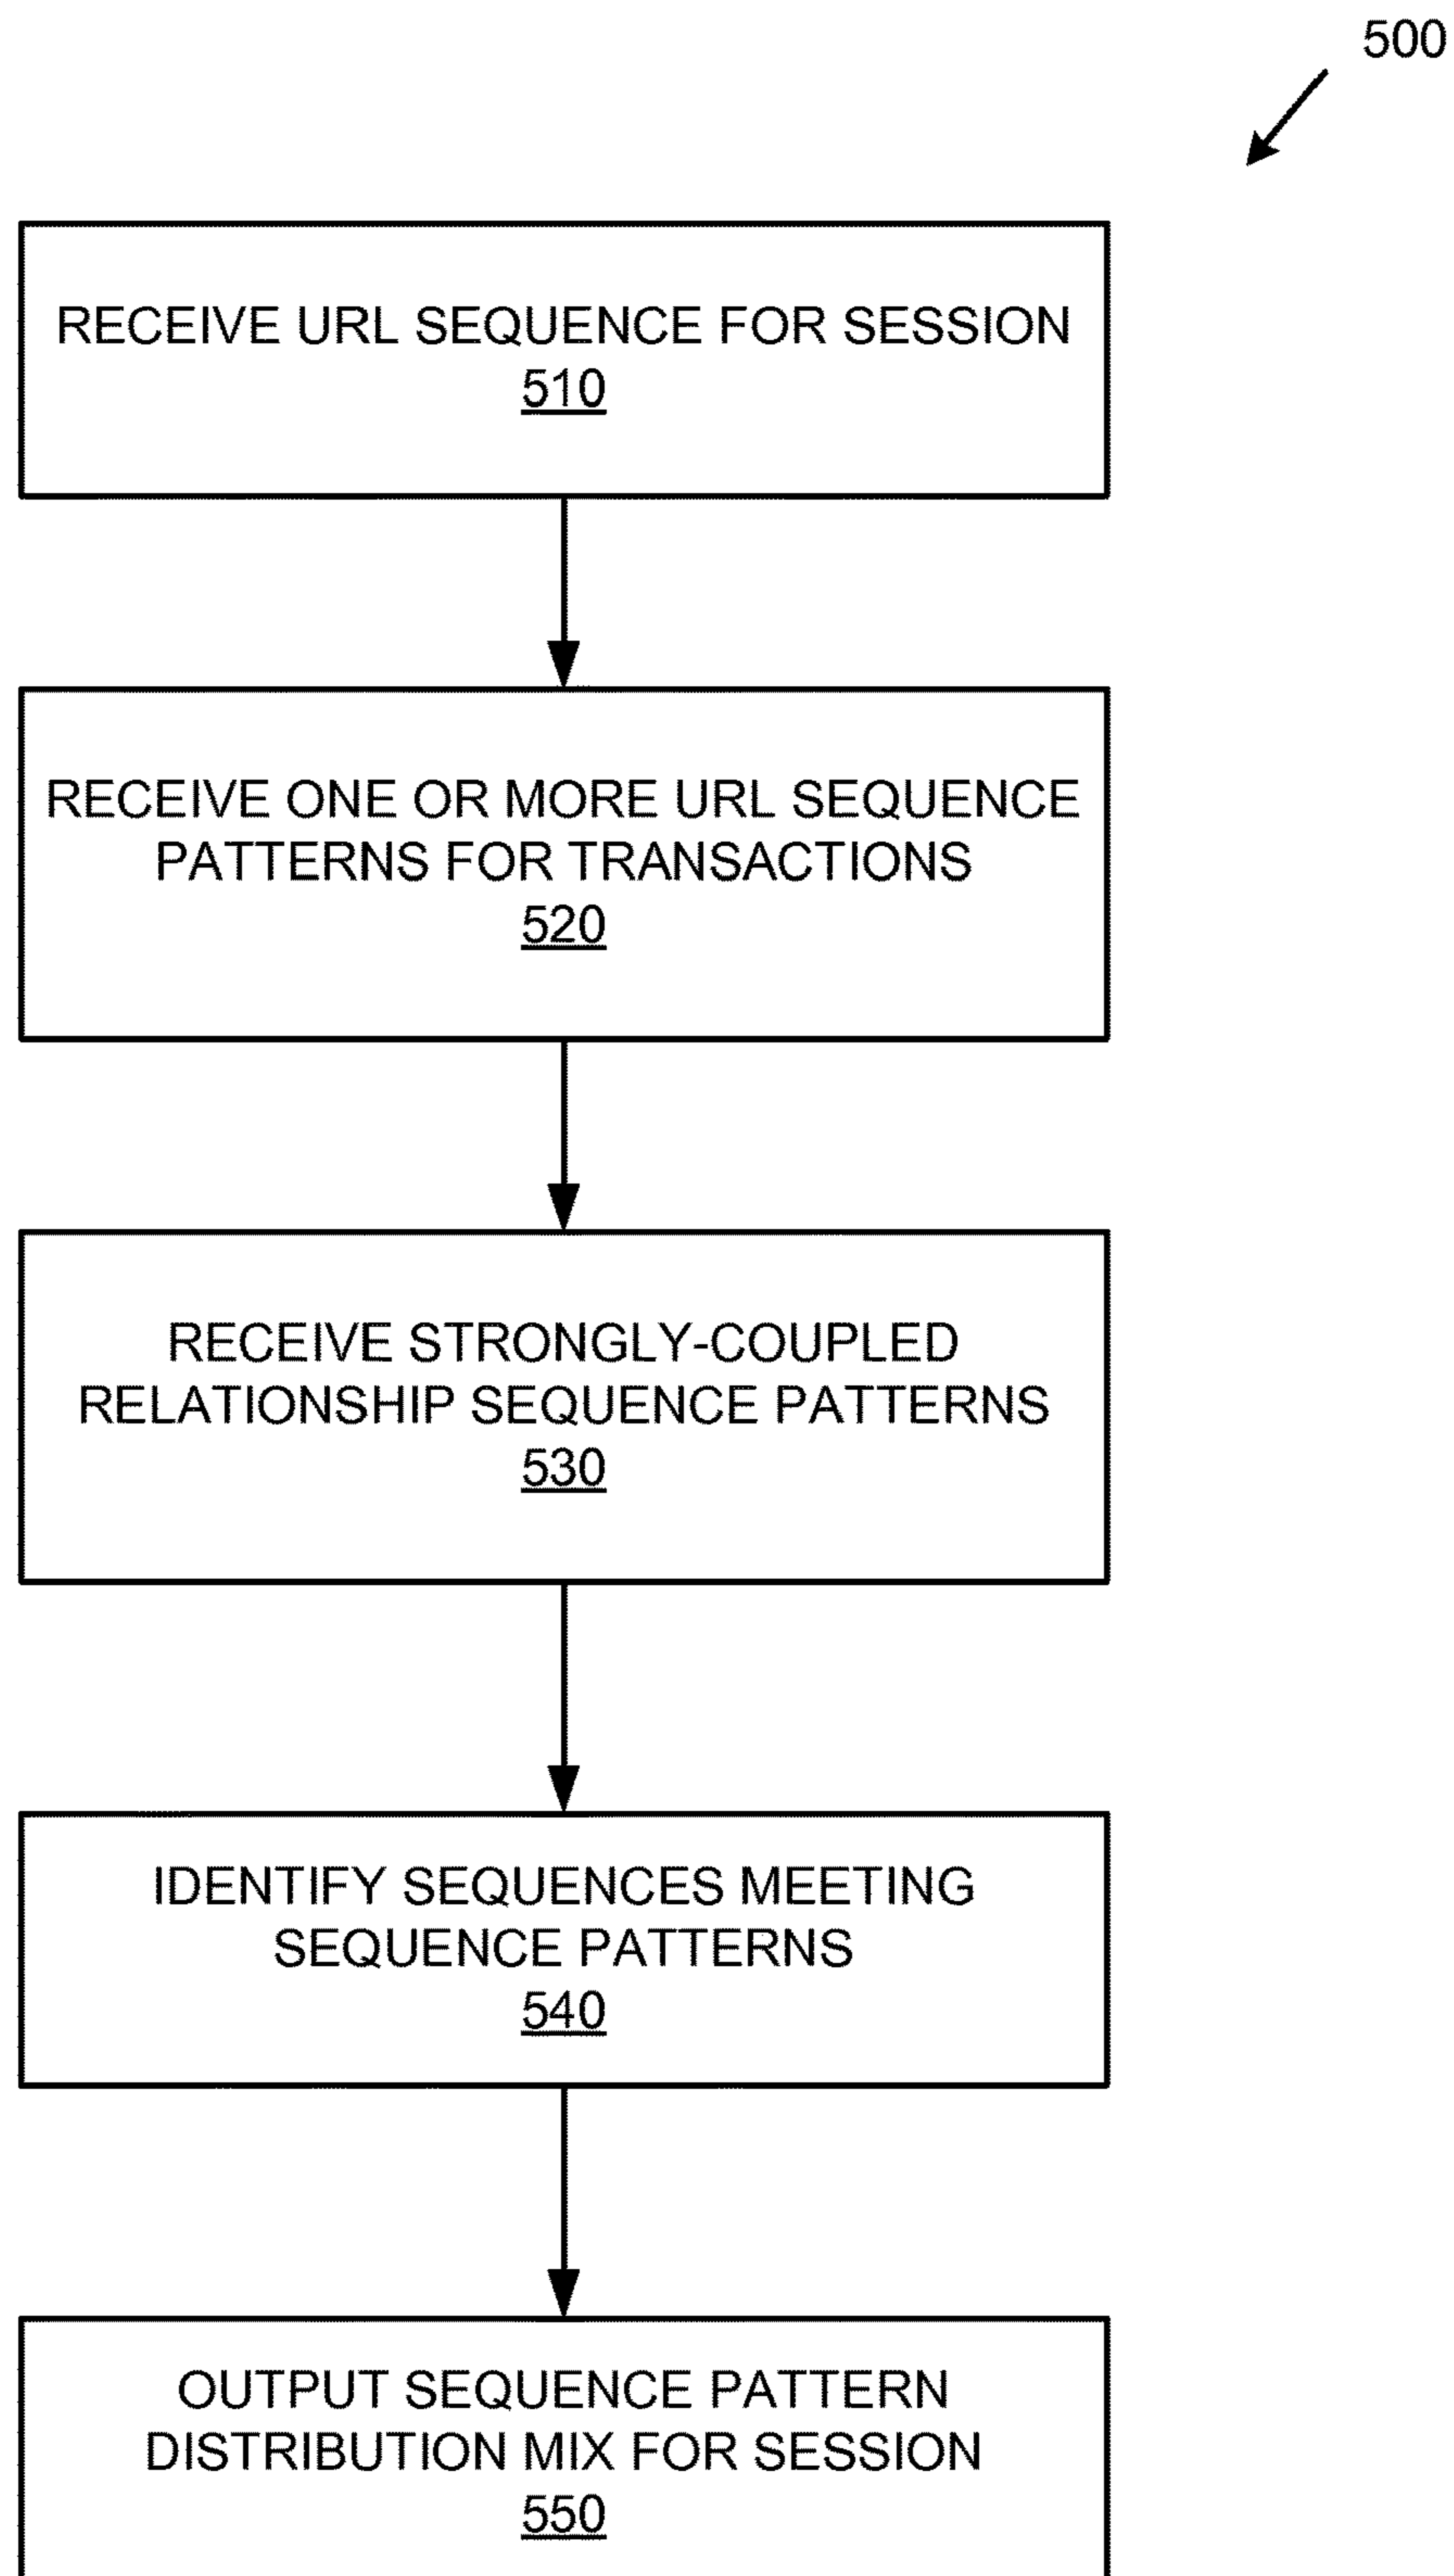 500
RECEIVE URL SEQUENCE FOR SESSION
510
RECEIVE ONE OR MORE URL SEQUENCE
PATTERNS FOR TRANSACTIONS
520
RECEIVE STRONGLY-COUPLED
RELATIONSHIP SEQUENCE PATTERNS
530
IDENTIFY SEQUENCES MEETING
SEQUENCE PATTERNS
540
OUTPUT SEQUENCE PATTERN
DISTRIBUTION MIX FOR SESSION
550